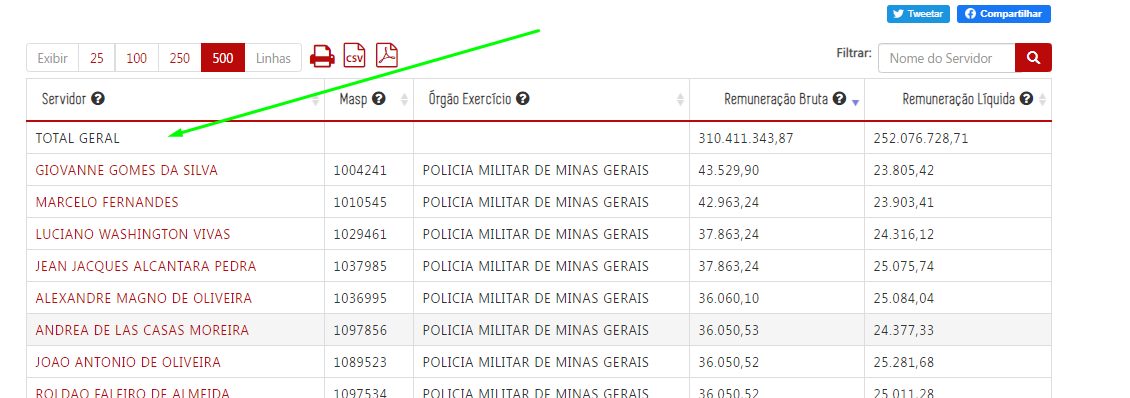 Tweetar Compartilhar
Exibir 25 100 250 500 Linhas CSV Filtrar: Nome do Servidor
Servidor ? Masp ? Órgão Exercício ? Remuneração Bruta ? Remuneração Líquida ?
TOTAL GERAL 310.411.343,87 252.076.728,71
GIOVANNE GOMES DA SILVA 1004241 POLICIA MILITAR DE MINAS GERAIS 43.529,90 23.805,42
MARCELO FERNANDES 1010545 POLICIA MILITAR DE MINAS GERAIS 42.963,24 23.903,41
LUCIANO WASHINGTON VIVAS 1029461 POLICIA MILITAR DE MINAS GERAIS 37.863,24 24.316,12
JEAN JACQUES ALCANTARA PEDRA 1037985 POLICIA MILITAR DE MINAS GERAIS 37.863,24 25.075,74
ALEXANDRE MAGNO DE OLIVEIRA 1036995 POLICIA MILITAR DE MINAS GERAIS 36.060,10 25.084,04
ANDREA DE LAS CASAS MOREIRA 1097856 POLICIA MILITAR DE MINAS GERAIS 36.050,53 24.377,33
JOAO ANTONIO DE OLIVEIRA 1089523 POLICIA MILITAR DE MINAS GERAIS 36.050,52 25.281,68
ROLDAO FALEIRO DE ALMEIDA 1097534 POLICIA MILITAR DE MINAS GERAIS 36.050,52 25.011,28